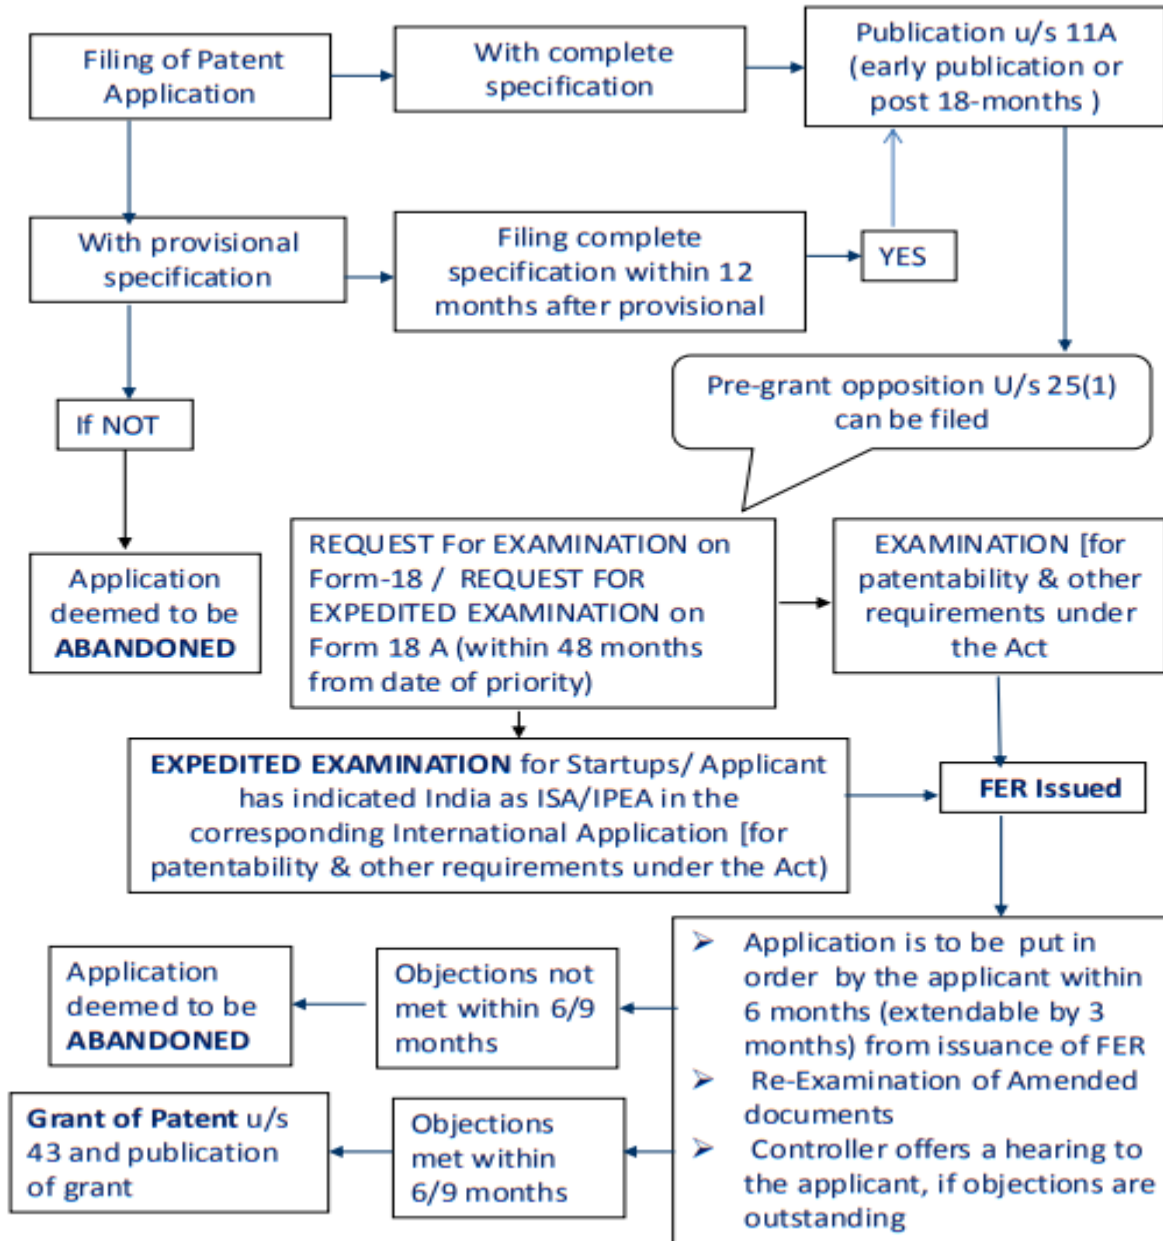 Filing of Patent
Application
With complete
specification
Publication u/s 11A
(early publication or
post 18-months )
With provisional
specification
Filing complete
specification within 12
months after provisional
YES
If NOT
Pre-grant opposition U/s 25(1)
can be filed
Application
deemed to be
ABANDONED
REQUEST For EXAMINATION on
Form-18 / REQUEST FOR
EXPEDITED EXAMINATION on
Form 18 A (within 48 months
from date of priority)
EXAMINATION [for
patentability & other
requirements under
the Act
EXPEDITED EXAMINATION for Startups/ Applicant
has indicated India as ISA/IPEA in the
corresponding International Application [for
patentability & other requirements under the Act)
FER Issued
➤ Application is to be put in
order by the applicant within
6 months (extendable by 3
months) from issuance of FER
➤ Re-Examination of Amended
documents
➤ Controller offers a hearing to
the applicant, if objections are
outstanding
Objections not
met within 6/9
months
Application
deemed to be
ABANDONED
Objections
met within
6/9 months
Grant of Patent u/s
43 and publication
of grant